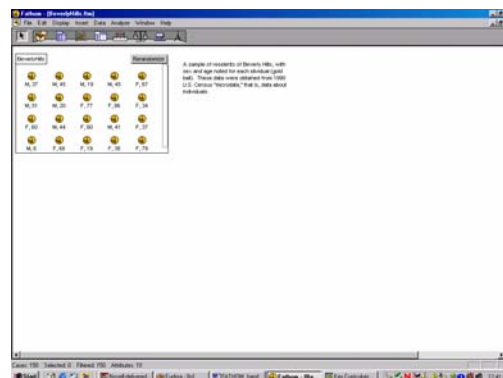 Fathom - [BeverlyHills.ftm]
File Edit Display Insert Data Analyze Window Help
BeverlyHills Rerandomize
A sample of residents of Beverly Hills, with
sex and age noted for each individual (gold
ball). These data were obtained from 1990
U.S. Census "microdata," that is, data about
individuals.
M, 37 M, 45 M, 19 M, 45 F, 57
M, 51 M, 20 F, 77 F, 86 F, 34
F, 60 M, 44 F, 60 M, 41 F, 37
M, 8 F, 68 F, 19 F, 38 F, 79
Cases: 150 Selected: 0 Filtered: 150 Attributes: 10
Start